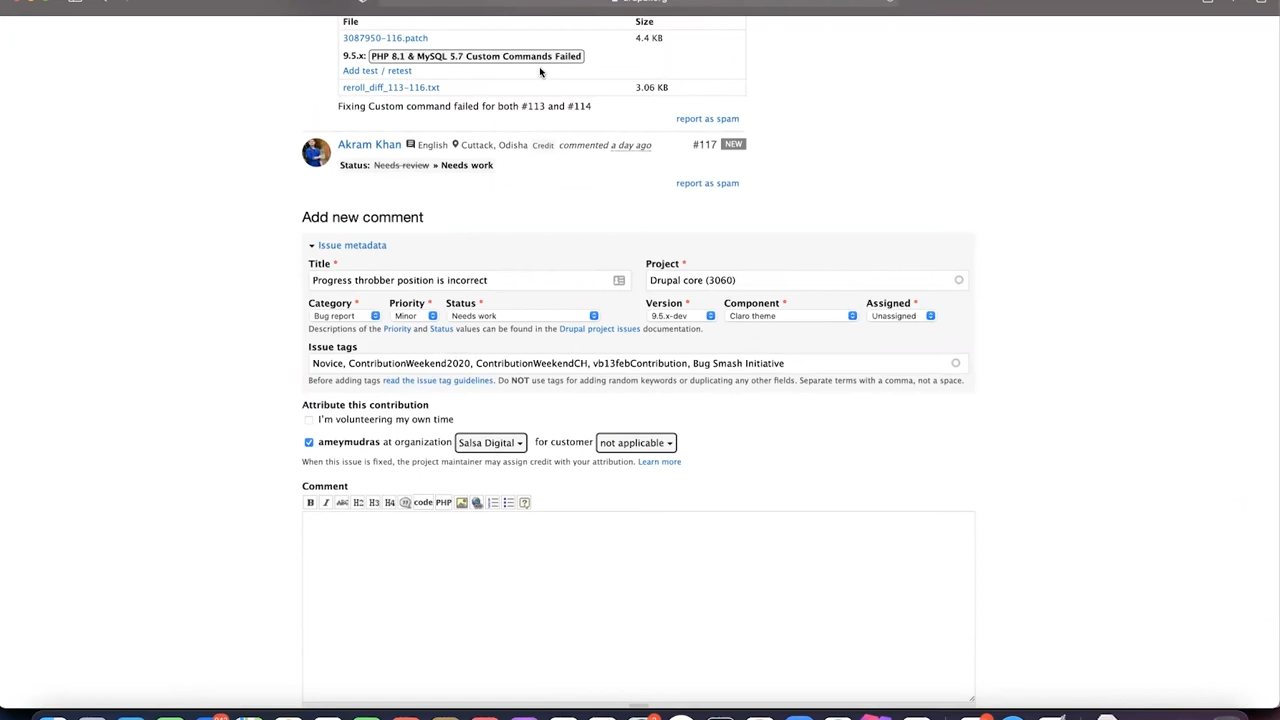 File Size
3087950-116.patch 4.4 KB
9.5.x: PHP 8.1 & MySQL 5.7 Custom Commands Failed
Add test / retest
reroll_diff_113-116.txt 3.06 KB
Fixing Custom command failed for both #113 and #114
report as spam
Akram Khan English Cuttack, Odisha Credit commented a day ago #117 NEW
Status: Needs review » Needs work
report as spam
Add new comment
Issue metadata
Title * Project *
Progress throbber position is incorrect Drupal core (3060)
Category * Priority * Status * Version * Component * Assigned *
Bug report Minor Needs work 9.5.x-dev Claro theme Unassigned
Descriptions of the Priority and Status values can be found in the Drupal project issues documentation.
Issue tags
Novice, ContributionWeekend2020, ContributionWeekendCH, vb13febContribution, Bug Smash Initiative
Before adding tags read the issue tag guidelines. Do NOT use tags for adding random keywords or duplicating any other fields. Separate terms with a comma, not a space.
Attribute this contribution
I'm volunteering my own time
ameymudras at organization Salsa Digital for customer not applicable
When this issue is fixed, the project maintainer may assign credit with your attribution. Learn more
Comment
B I ABC H2 H3 H4 code PHP